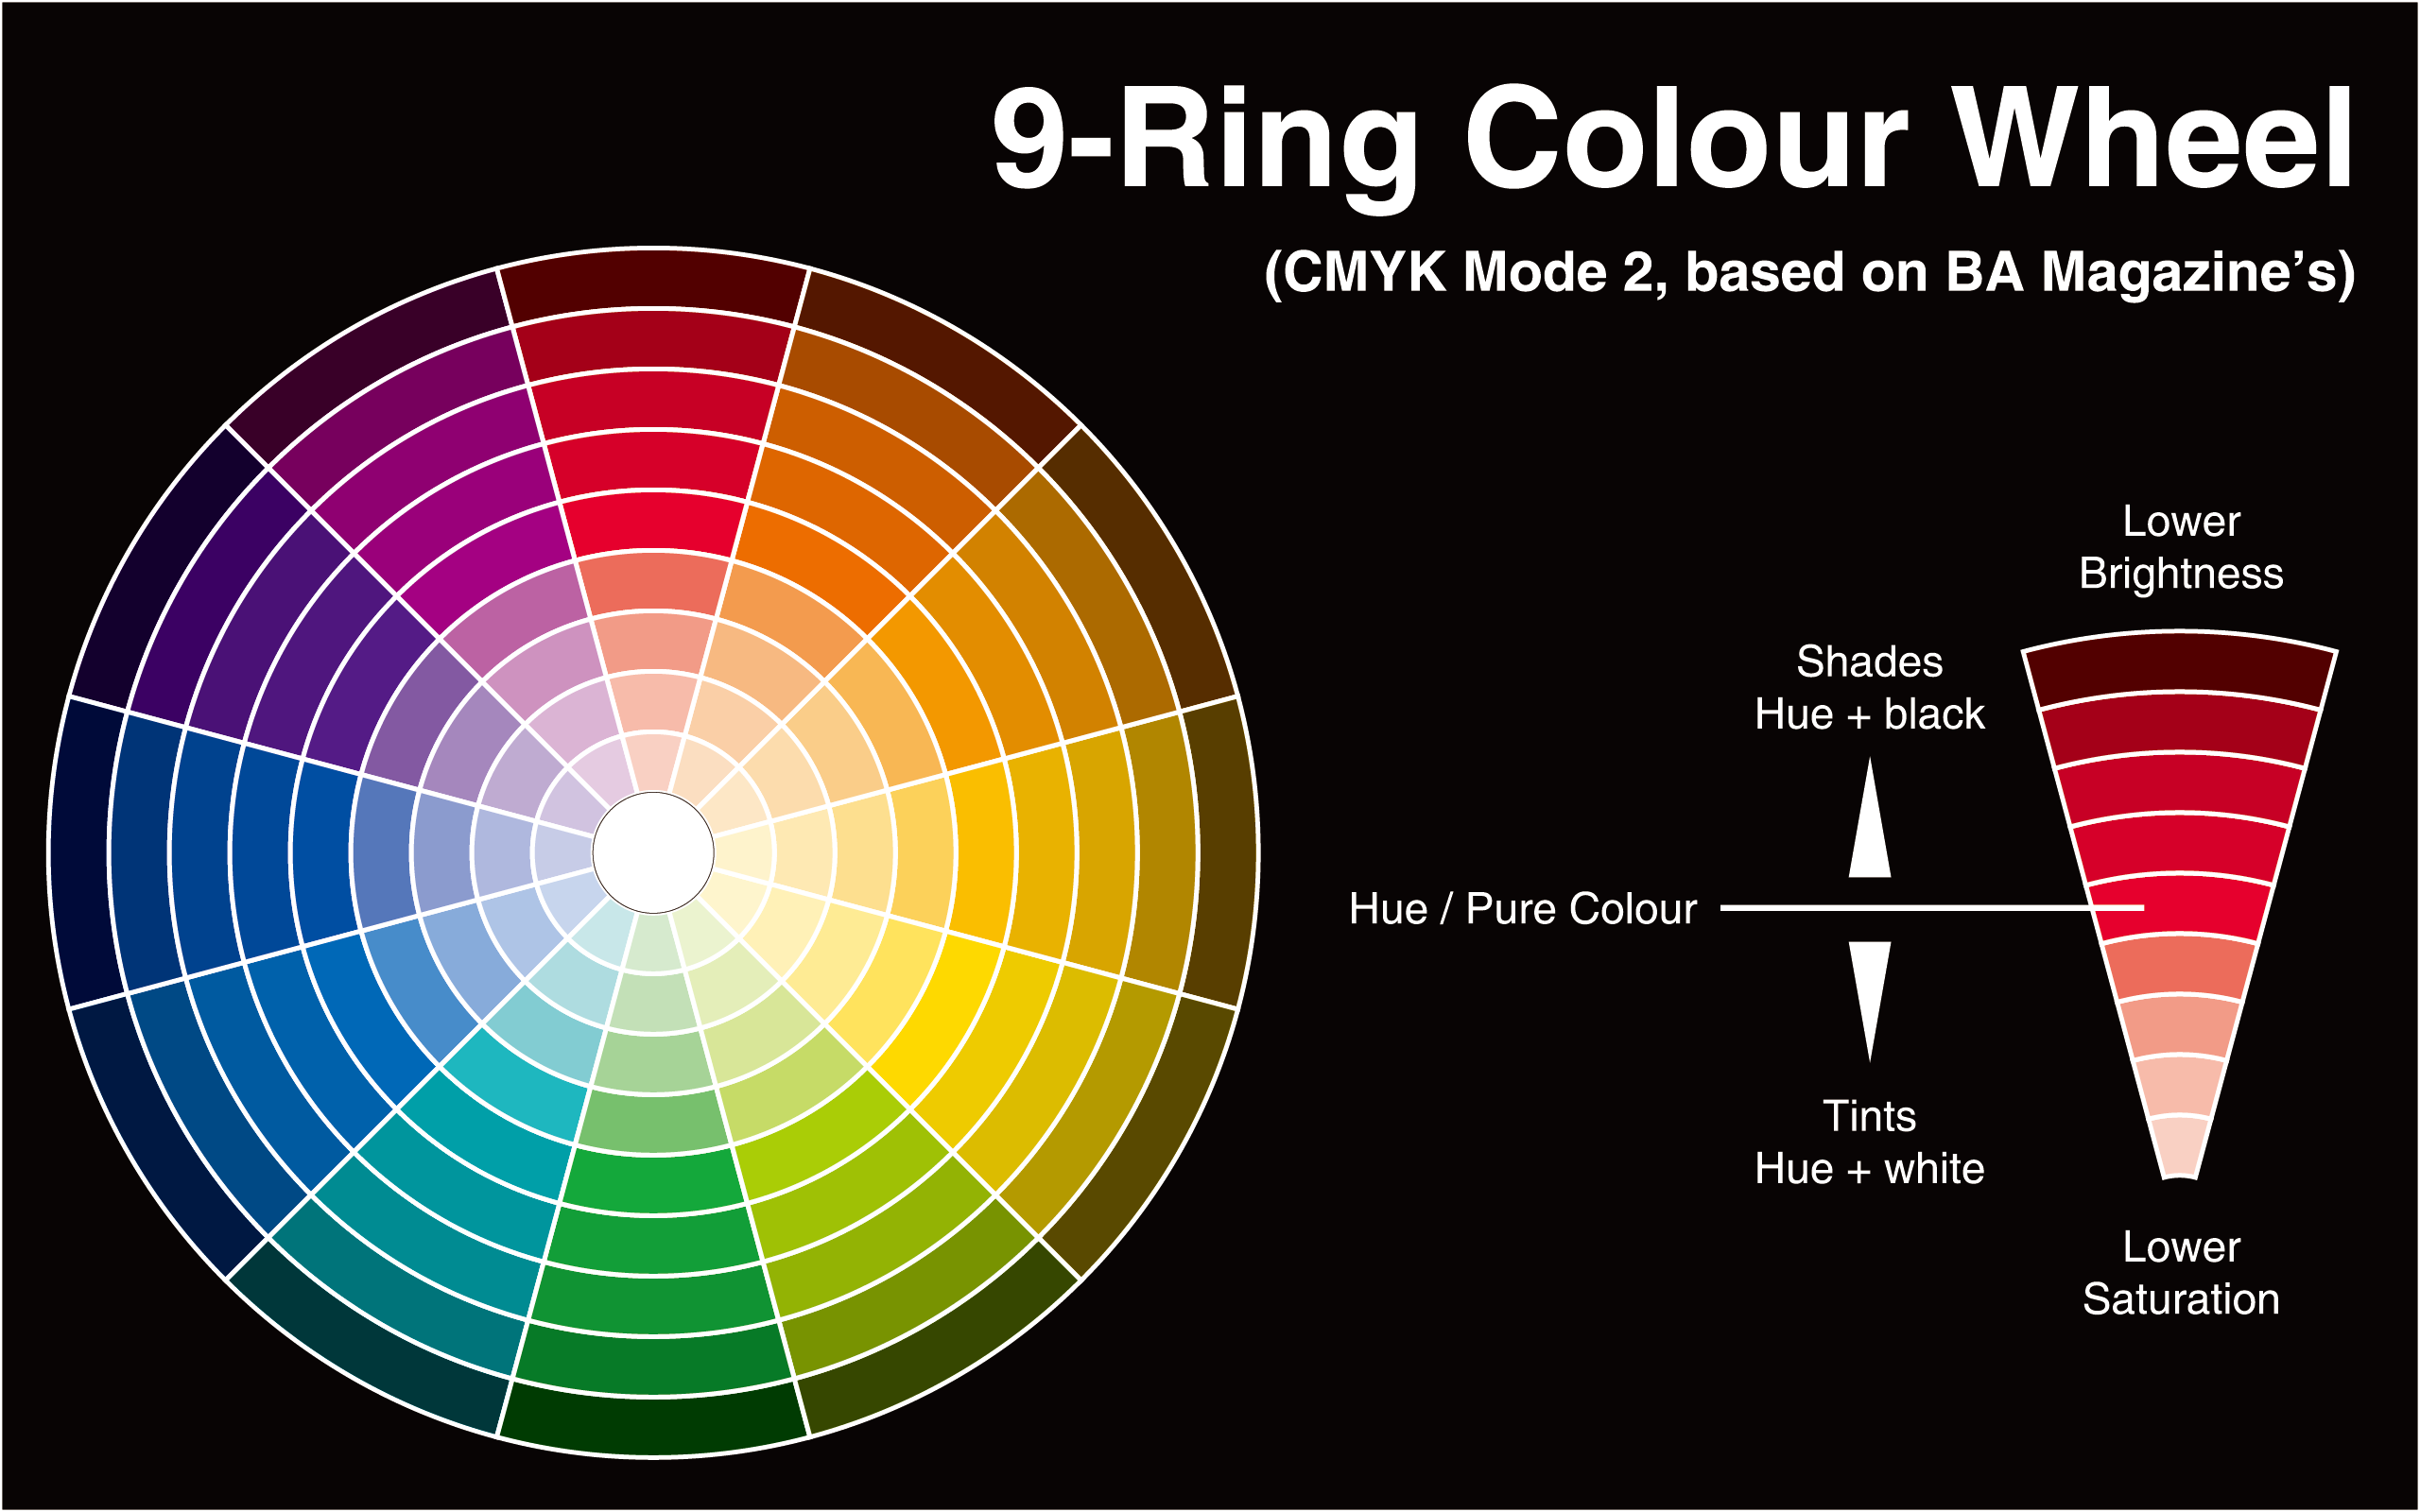 9-Ring Colour Wheel
(CMYK Mode 2, based on BA Magazine’s)
Lower
Brightness
Shades
Hue + black
Hue / Pure Colour
Tints
Hue + white
Lower
Saturation